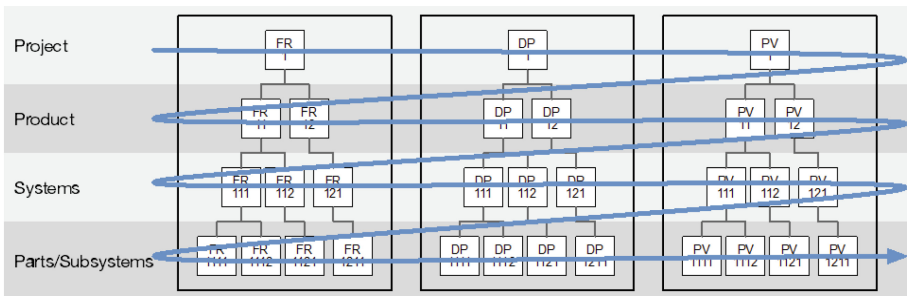 Project
FR DP PV
1 1 1
Product
FR FR DP DP PV PV
11 12 11 12 11 12
Systems
FR FR FR DP DP DP PV PV PV
111 112 121 111 112 121 111 112 121
Parts/Subsystems
FR FR FR FR DP DP DP DP PV PV PV PV
1111 1112 1121 1211 1111 1112 1121 1211 1111 1112 1121 1211